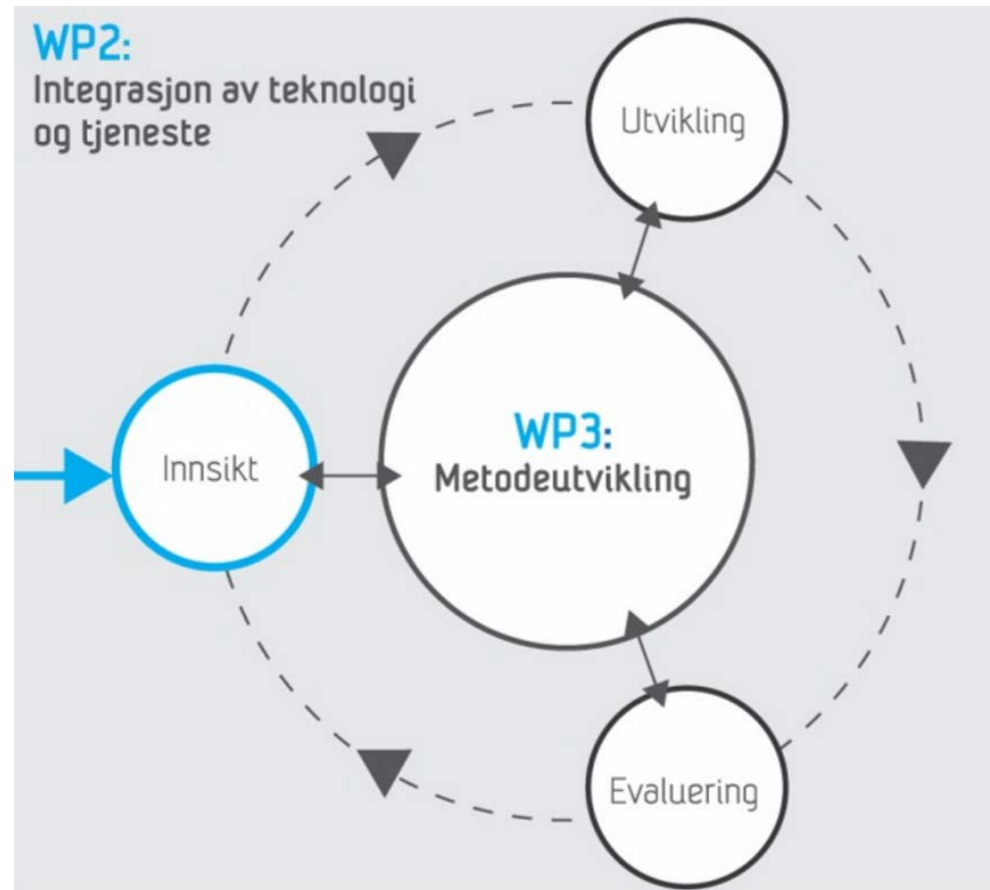 WP2:
Integrasjon av teknologi
og tjeneste
Utvikling
Innsikt
WP3:
Metodeutvikling
Evaluering